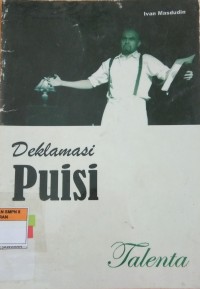 Ivan Masdudin
Deklamasi
Puisi
Talenta